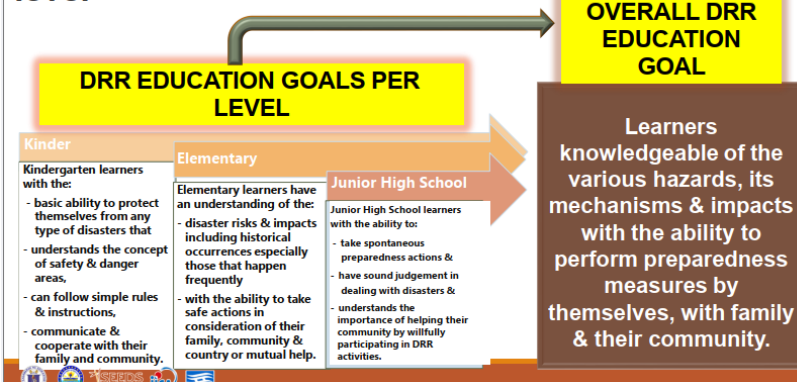 DRR EDUCATION GOALS PER
LEVEL
OVERALL DRR
EDUCATION
GOAL
Kinder
Kindergarten learners
with the:
- basic ability to protect
themselves from any
type of disasters that
- understands the concept
of safety & danger
areas,
- can follow simple rules
& instructions,
- communicate &
cooperate with their
family and community.
Elementary
Elementary learners have
an understanding of the:
- disaster risks & impacts
including historical
occurrences especially
those that happen
frequently
- with the ability to take
safe actions in
consideration of their
family, community &
country or mutual help.
Junior High School
Junior High School learners
with the ability to:
- take spontaneous
preparedness actions &
- have sound judgement in
dealing with disasters &
- understands the
importance of helping their
community by willfully
participating in DRR
activities.
Learners
knowledgeable of the
various hazards, its
mechanisms & impacts
with the ability to
perform preparedness
measures by
themselves, with family
& their community.
SEEDS